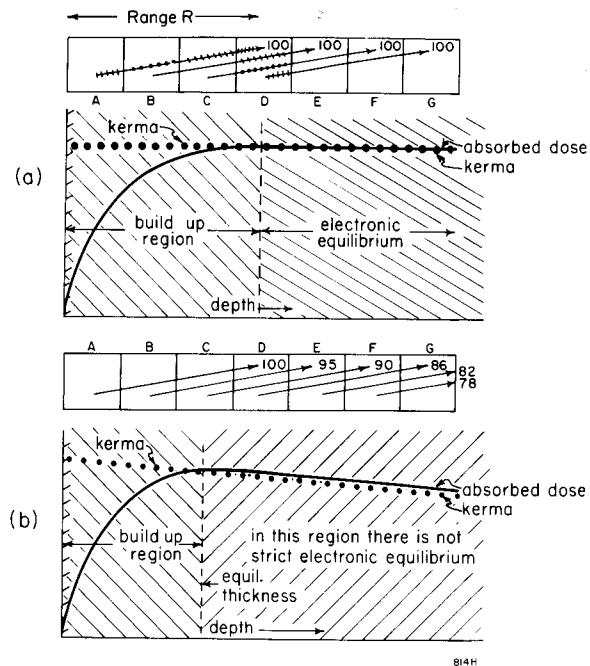 Range R
100 100 100 100
A B C D E F G
kerma
absorbed dose
kerma
(a)
build up
region
electronic
equilibrium
depth
A B C D E F G
100 95 90 86
82
78
kerma
absorbed dose
kerma
(b)
build up
region
in this region there is not
strict electronic equilibrium
equil.
thickness
depth
814H